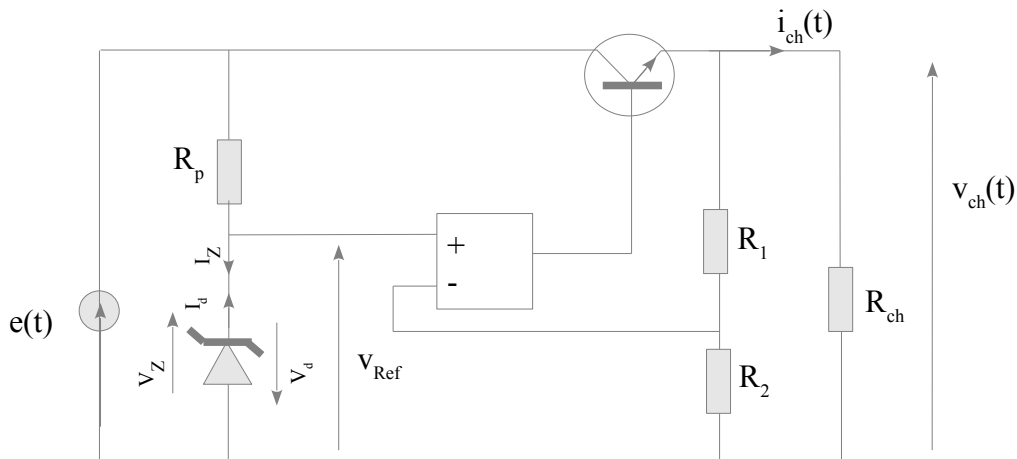 i_ch(t)
R_p
+
-
I_Z
I_d
R_1
v_ch(t)
e(t)
V_Z
V_d
v_Ref
R_2
R_ch